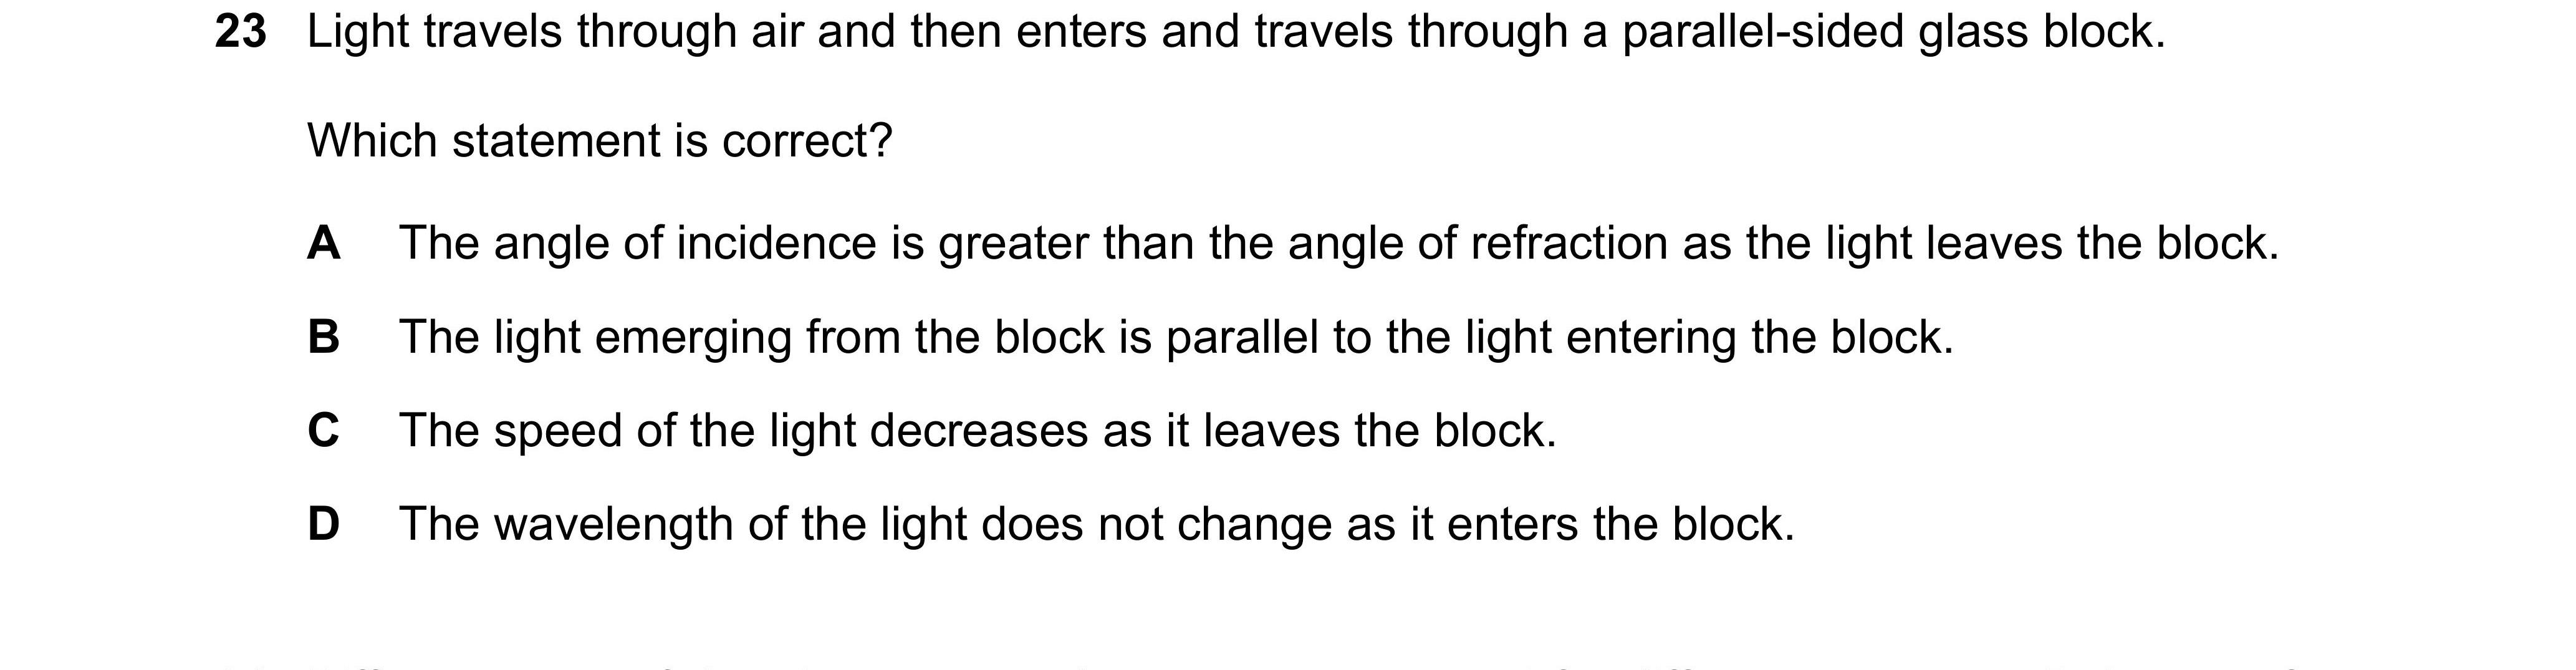 23 Light travels through air and then enters and travels through a parallel-sided glass block.
Which statement is correct?
A The angle of incidence is greater than the angle of refraction as the light leaves the block.
B The light emerging from the block is parallel to the light entering the block.
C The speed of the light decreases as it leaves the block.
D The wavelength of the light does not change as it enters the block.